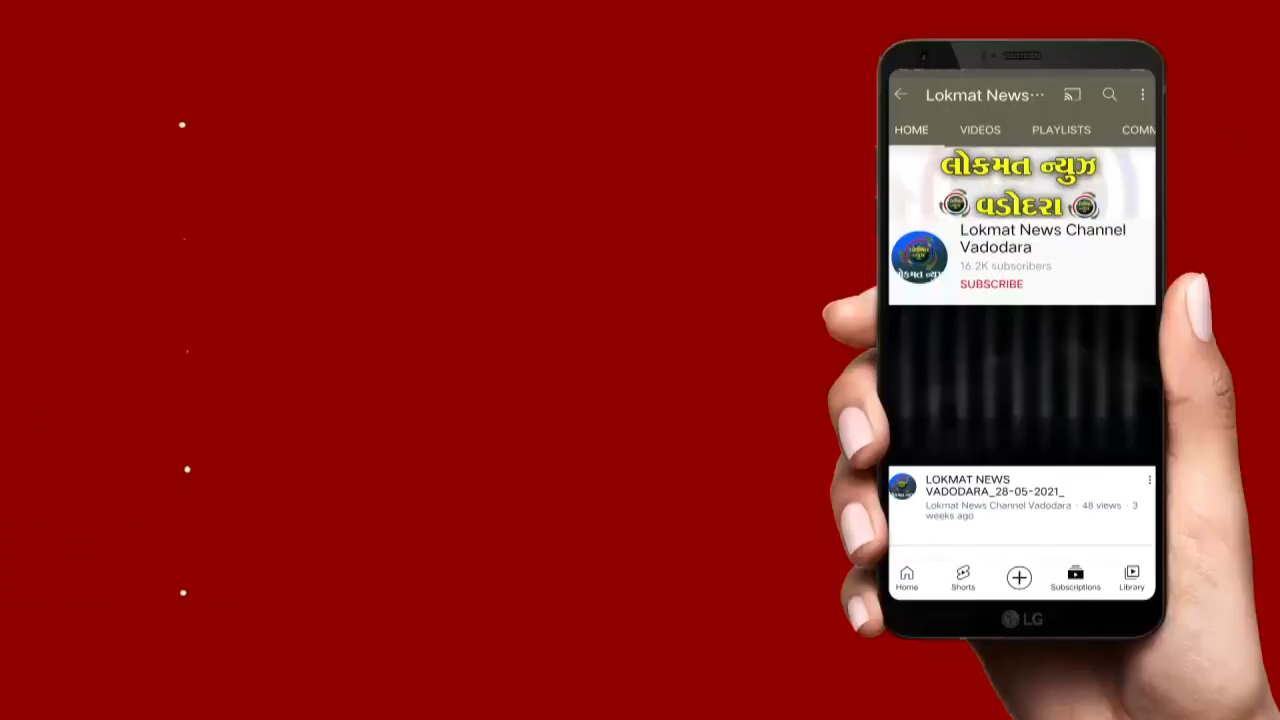 Lokmat News...
HOME VIDEOS PLAYLISTS COMM
લોકમત ન્યુઝ
વડોદરા
Lokmat News Channel
Vadodara
16.2K subscribers
SUBSCRIBE
LOKMAT NEWS
VADODARA_28-05-2021_
Lokmat News Channel Vadodara · 48 views · 3
weeks ago
Home Shorts Subscriptions Library
LG